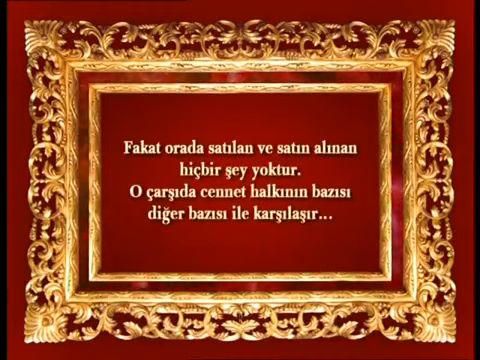 Fakat orada satılan ve satın alınan
hiçbir şey yoktur.
O çarşıda cennet halkının bazısı
diğer bazısı ile karşılaşır...